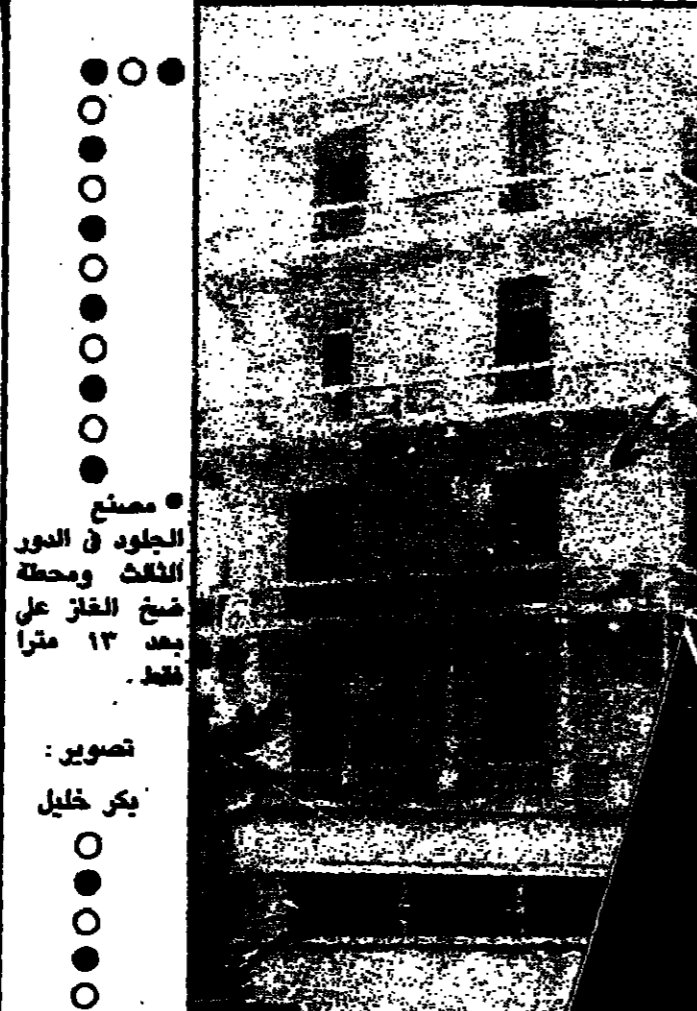 ● مصنع
الجلود فى الدور
الثالث ومحطة
ضخ الغاز على
بعد ١٣ مترا
فقط .
تصوير :
بكر خليل